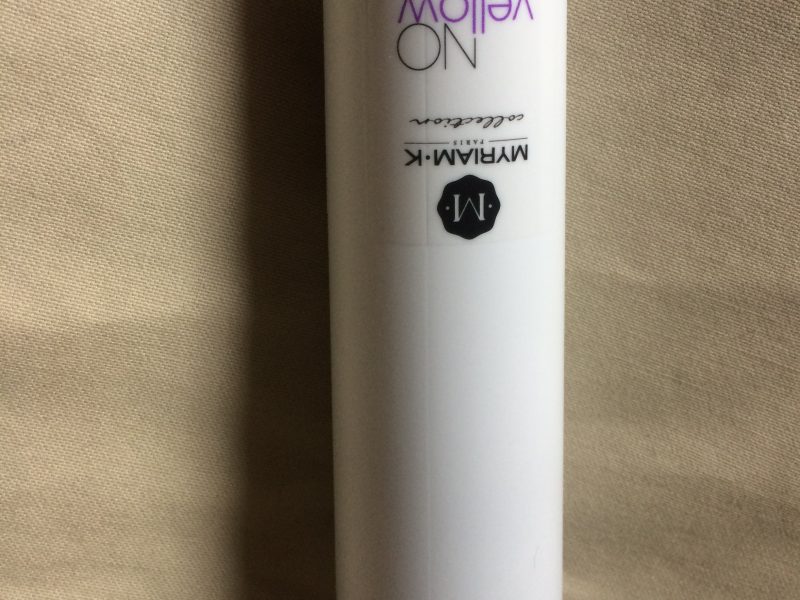 ·M·
MYRIAM·K
PARIS
collection
NO
yellow